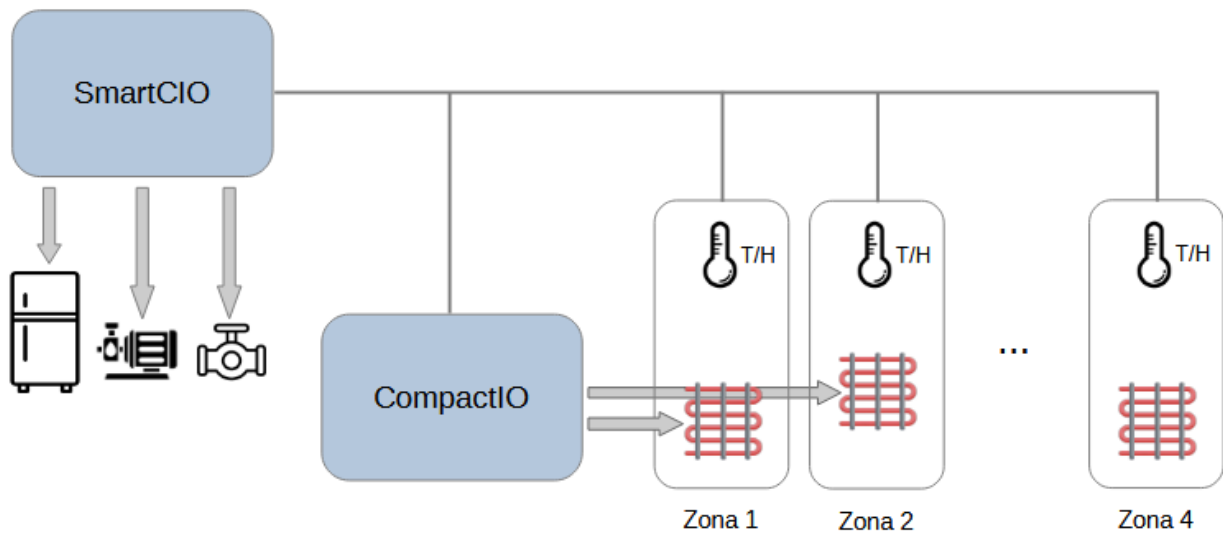 SmartCIO
T/H
T/H
T/H
...
CompactIO
Zona 1
Zona 2
Zona 4